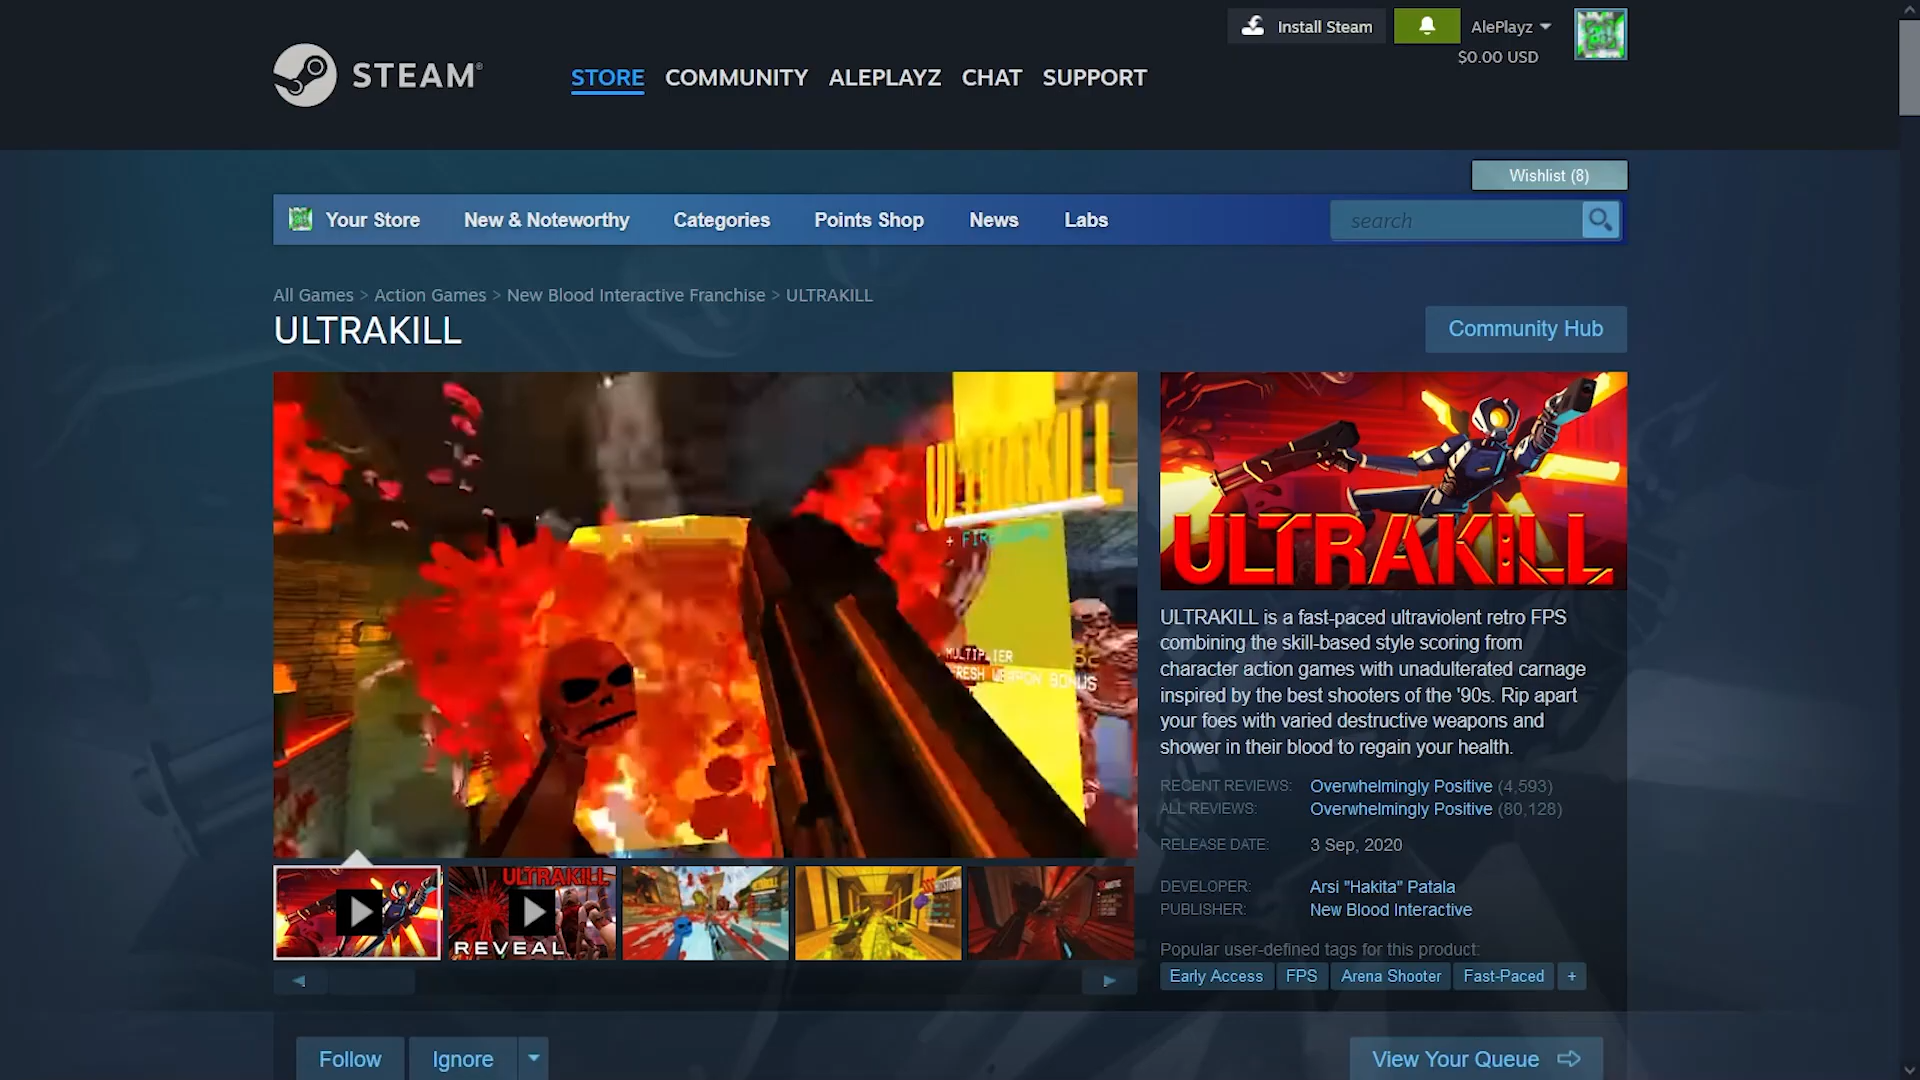 Install Steam
AlePlayz
$0.00 USD
STEAM®
STORE COMMUNITY ALEPLAYZ CHAT SUPPORT
Wishlist (8)
Your Store New & Noteworthy Categories Points Shop News Labs search
All Games > Action Games > New Blood Interactive Franchise > ULTRAKILL
ULTRAKILL
Community Hub
ULTRAKILL
MULTIPLIER
FRESH WEAPON BONUS
ULTRAKILL
ULTRAKILL is a fast-paced ultraviolent retro FPS
combining the skill-based style scoring from
character action games with unadulterated carnage
inspired by the best shooters of the '90s. Rip apart
your foes with varied destructive weapons and
shower in their blood to regain your health.
RECENT REVIEWS: Overwhelmingly Positive (4,593)
ALL REVIEWS: Overwhelmingly Positive (80,128)
RELEASE DATE: 3 Sep, 2020
DEVELOPER: Arsi "Hakita" Patala
PUBLISHER: New Blood Interactive
Popular user-defined tags for this product:
Early Access FPS Arena Shooter Fast-Paced +
ULTRAKILL
REVEAL
Follow Ignore
View Your Queue